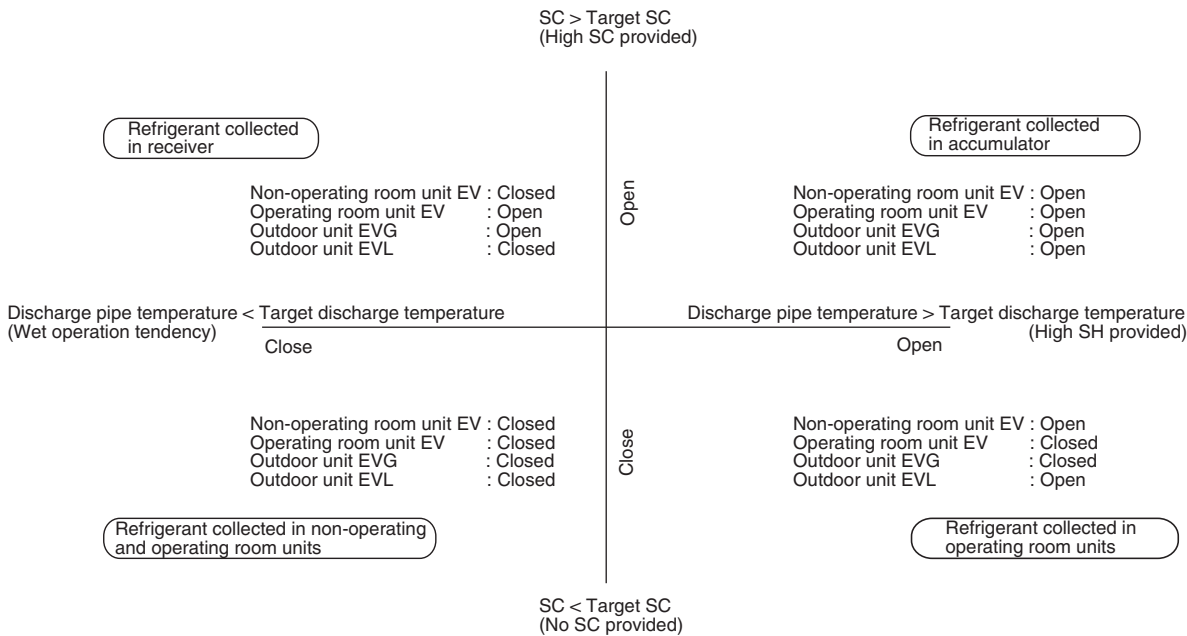 SC > Target SC
(High SC provided)
Refrigerant collected
in receiver
Refrigerant collected
in accumulator
Non-operating room unit EV : Closed
Operating room unit EV : Open
Outdoor unit EVG : Open
Outdoor unit EVL : Closed
Open
Non-operating room unit EV : Open
Operating room unit EV : Open
Outdoor unit EVG : Open
Outdoor unit EVL : Open
Discharge pipe temperature < Target discharge temperature
(Wet operation tendency)
Close
Discharge pipe temperature > Target discharge temperature
(High SH provided)
Open
Non-operating room unit EV : Closed
Operating room unit EV : Closed
Outdoor unit EVG : Closed
Outdoor unit EVL : Closed
Close
Non-operating room unit EV : Open
Operating room unit EV : Closed
Outdoor unit EVG : Closed
Outdoor unit EVL : Open
Refrigerant collected in non-operating
and operating room units
Refrigerant collected in
operating room units
SC < Target SC
(No SC provided)